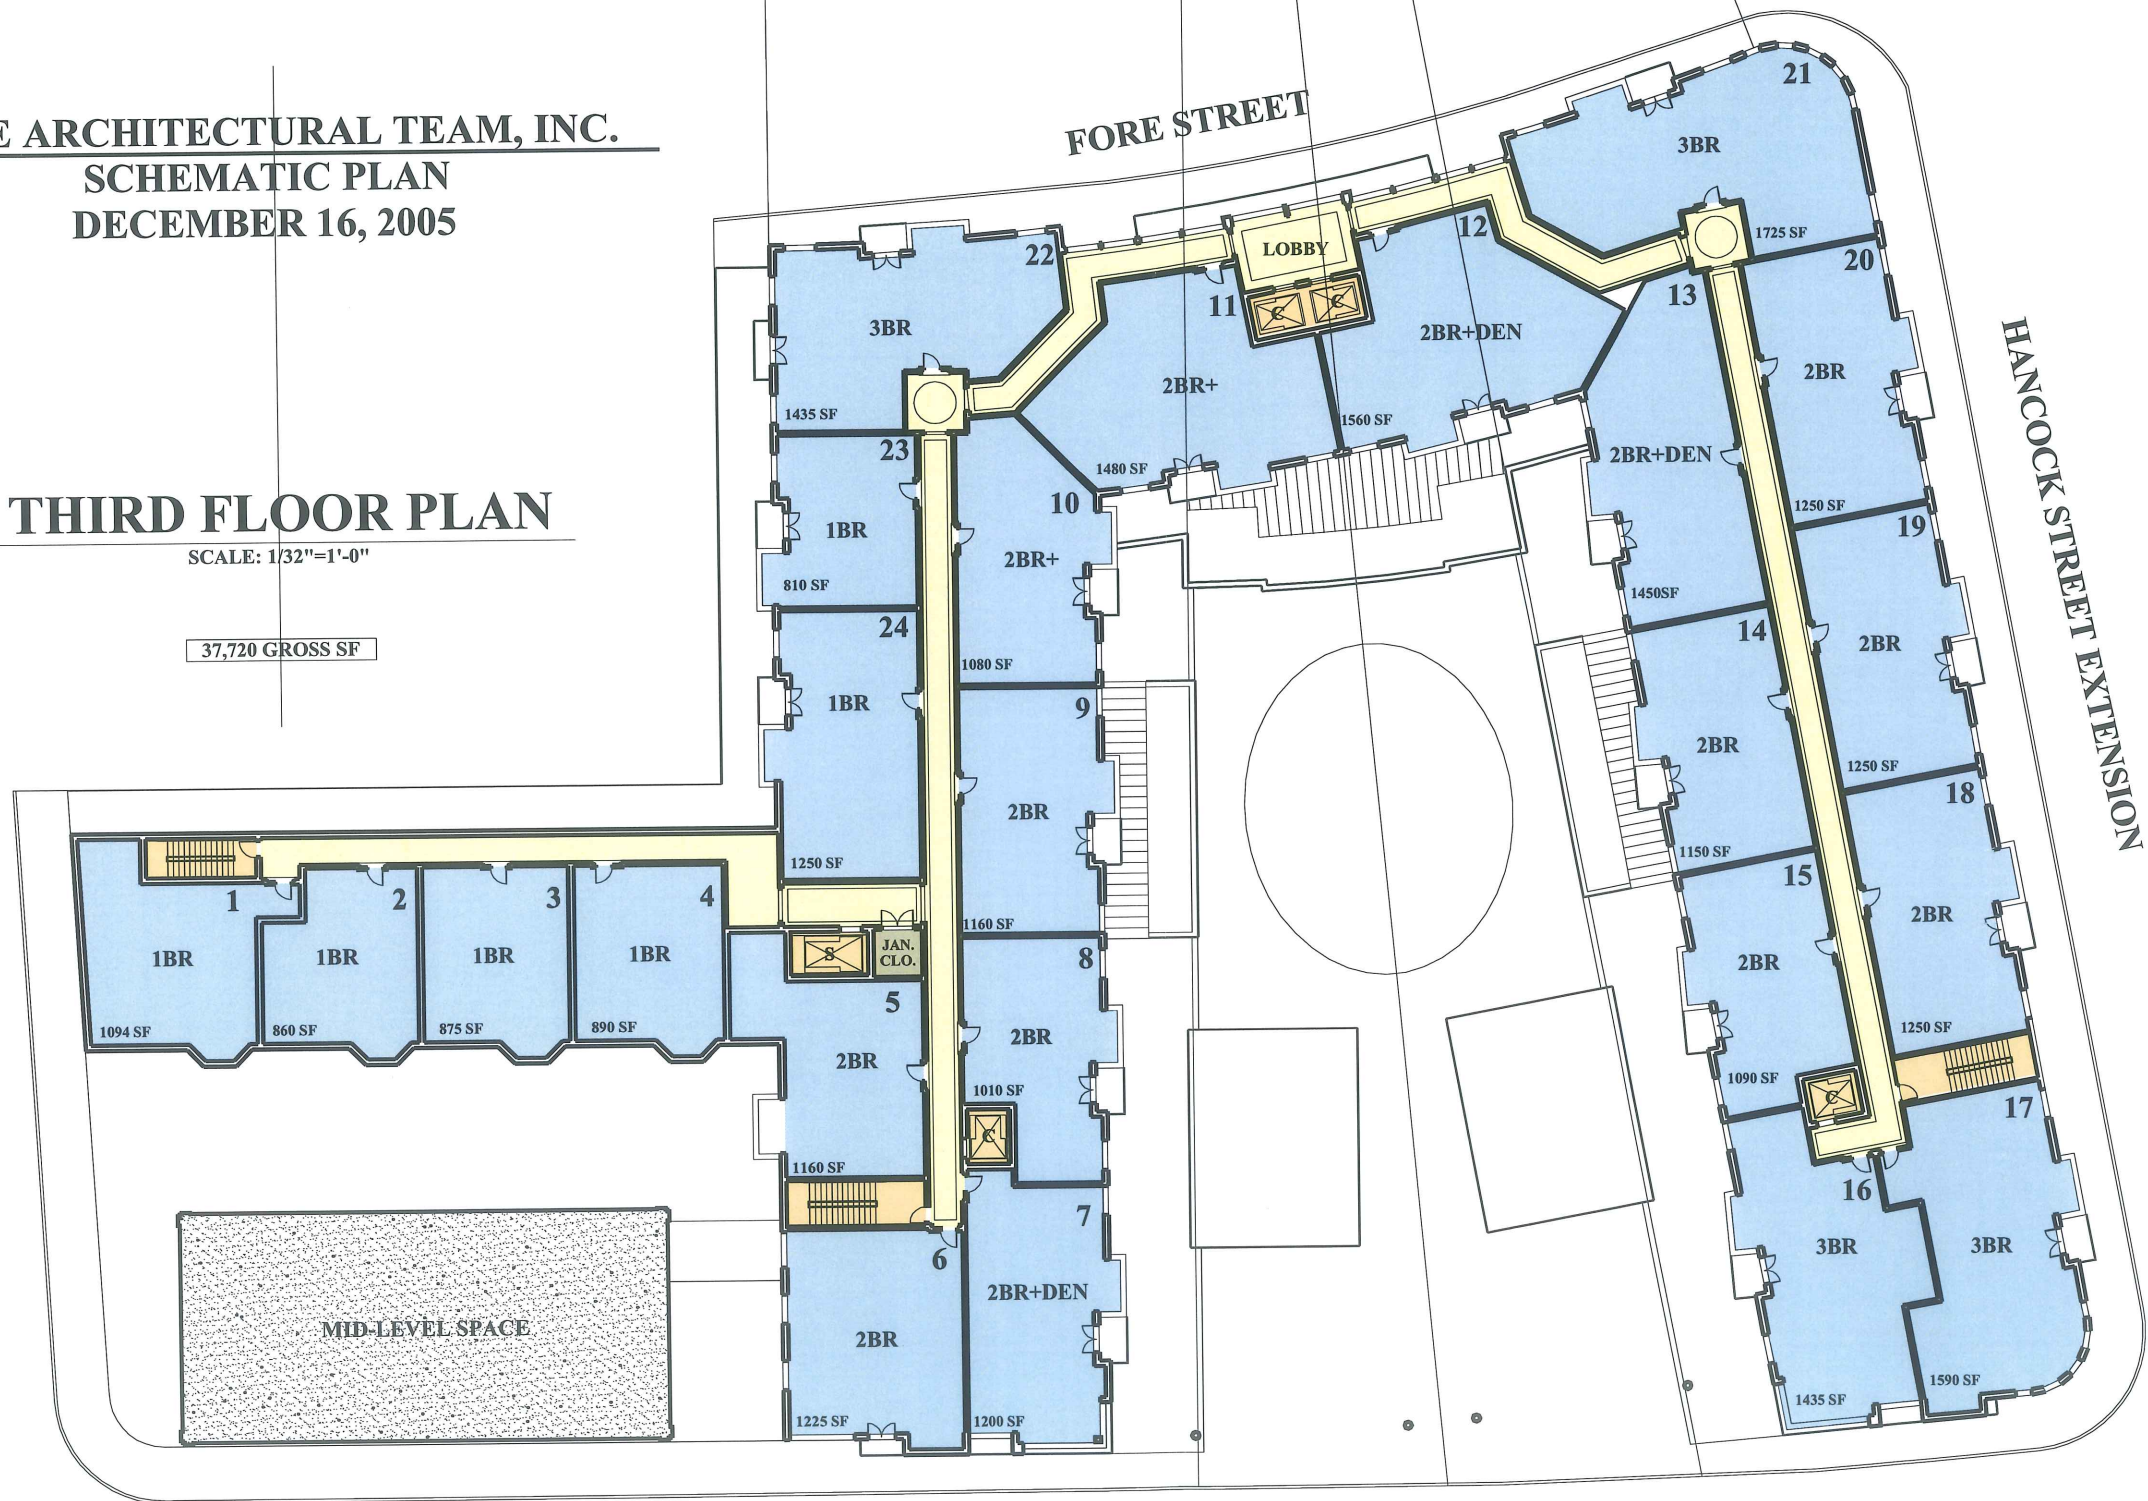 E ARCHITECTURAL TEAM, INC.
SCHEMATIC PLAN
DECEMBER 16, 2005
THIRD FLOOR PLAN
SCALE: 1/32"=1'-0"
37,720 GROSS SF
FORE STREET
HANCOCK STREET EXTENSION
LOBBY
C
C
21
3BR
1725 SF
22
3BR
1435 SF
11
2BR+
1480 SF
12
2BR+DEN
1560 SF
13
2BR+DEN
1450SF
20
2BR
1250 SF
23
1BR
810 SF
10
2BR+
1080 SF
19
2BR
1250 SF
24
1BR
1250 SF
9
2BR
1160 SF
14
2BR
1150 SF
18
2BR
1250 SF
1
1BR
1094 SF
2
1BR
860 SF
3
1BR
875 SF
4
1BR
890 SF
S
JAN.
CLO.
5
2BR
1160 SF
8
2BR
1010 SF
C
15
2BR
1090 SF
C
17
3BR
1590 SF
16
3BR
1435 SF
6
2BR
1225 SF
7
2BR+DEN
1200 SF
MID-LEVEL SPACE